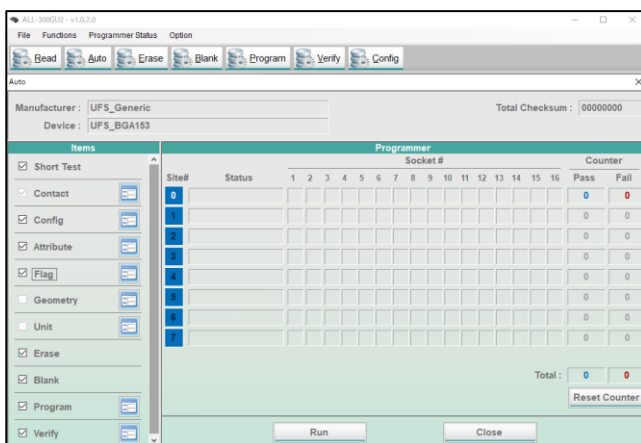 ALL-300GU2 - v1.0.2.0
File Functions Programmer Status Option
Read Auto Erase Blank Program Verify Config
Auto
Manufacturer : UFS_Generic Total Checksum : 00000000
Device : UFS_BGA153
Items Programmer
Short Test Socket # Counter
Site# Status 1 2 3 4 5 6 7 8 9 10 11 12 13 14 15 16 Pass Fail
Contact 0 0 0
Config 1 0 0
2 0 0
Attribute 3 0 0
Flag 4 0 0
Geometry 5 0 0
Unit 6 0 0
7 0 0
Erase
Blank Total : 0 0
Program Reset Counter
Verify Run Close